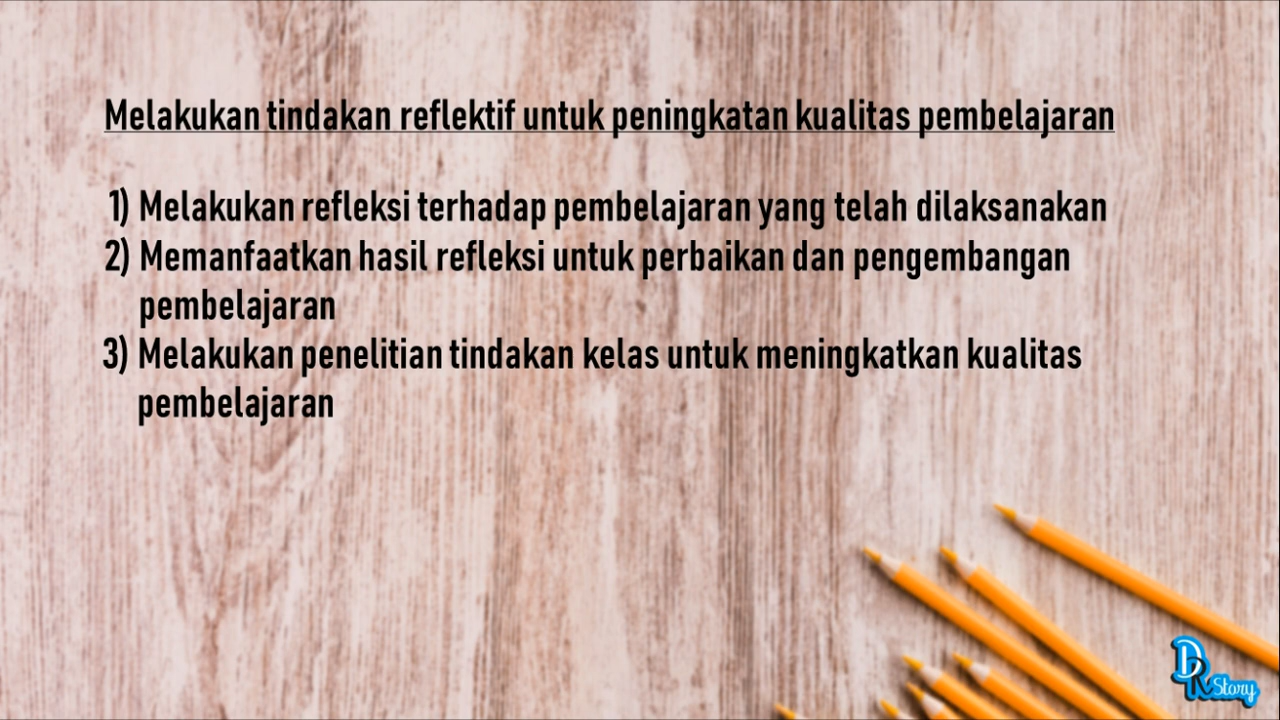 Melakukan tindakan reflektif untuk peningkatan kualitas pembelajaran
1) Melakukan refleksi terhadap pembelajaran yang telah dilaksanakan
2) Memanfaatkan hasil refleksi untuk perbaikan dan pengembangan
pembelajaran
3) Melakukan penelitian tindakan kelas untuk meningkatkan kualitas
pembelajaran
DR
Story